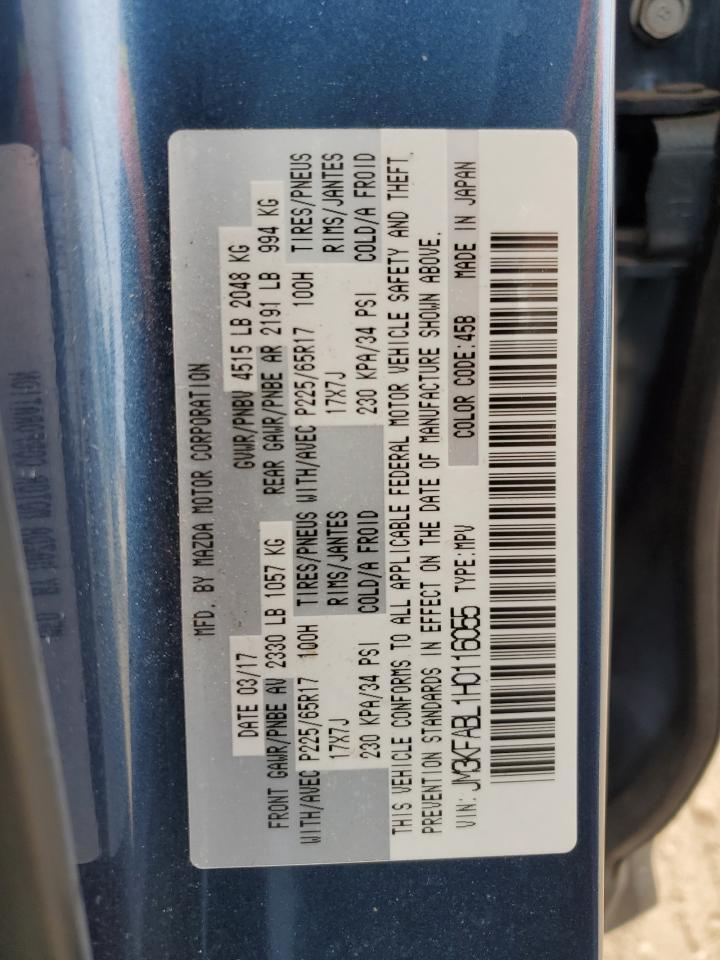 MFD. BY MAZDA MOTOR CORPORATION
DATE 03/17 GVWR/PNBV 4515 LB 2048 KG
FRONT GAWR/PNBE AV 2330 LB 1057 KG REAR GAWR/PNBE AR 2191 LB 994 KG
WITH/AVEC P225/65R17 100H TIRES/PNEUS WITH/AVEC P225/65R17 100H TIRES/PNEUS
17X7J RIMS/JANTES 17X7J RIMS/JANTES
230 KPA/34 PSI COLD/A FROID 230 KPA/34 PSI COLD/A FROID
THIS VEHICLE CONFORMS TO ALL APPLICABLE FEDERAL MOTOR VEHICLE SAFETY AND THEFT
PREVENTION STANDARDS IN EFFECT ON THE DATE OF MANUFACTURE SHOWN ABOVE.
VIN: JM3KFABL1H0116055 TYPE:MPV COLOR CODE:45B MADE IN JAPAN